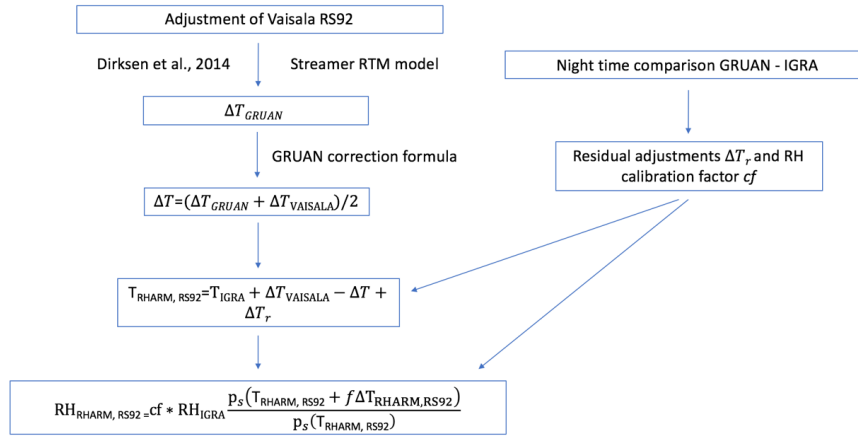 Adjustment of Vaisala RS92
Dirksen et al., 2014 Streamer RTM model
Night time comparison GRUAN - IGRA
ΔT_GRUAN
GRUAN correction formula
Residual adjustments ΔT_r and RH
calibration factor cf
ΔT=(ΔT_GRUAN + ΔT_VAISALA)/2
T_RHARM, RS92=T_IGRA + ΔT_VAISALA − ΔT +
ΔT_r
RH_RHARM, RS92 =cf ∗ RH_IGRA p_s(T_RHARM, RS92 + fΔT_RHARM,RS92) / p_s(T_RHARM, RS92)